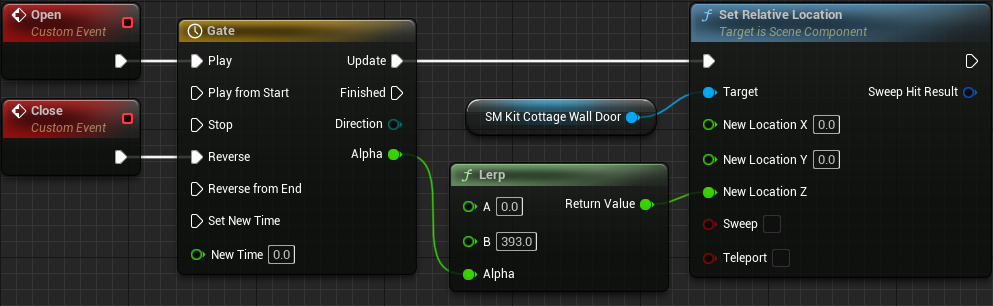 Open
Custom Event
Close
Custom Event
Gate
Play
Update
Play from Start
Finished
Stop
Direction
Reverse
Alpha
Reverse from End
Set New Time
New Time 0.0
SM Kit Cottage Wall Door
Lerp
A 0.0
Return Value
B 393.0
Alpha
Set Relative Location
Target is Scene Component
Target
Sweep Hit Result
New Location X 0.0
New Location Y 0.0
New Location Z
Sweep
Teleport